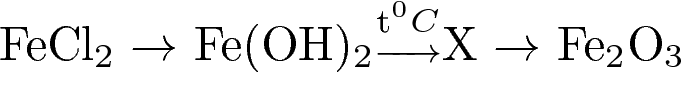 FeCl₂ → Fe(OH)₂ —t⁰C→ X → Fe₂O₃